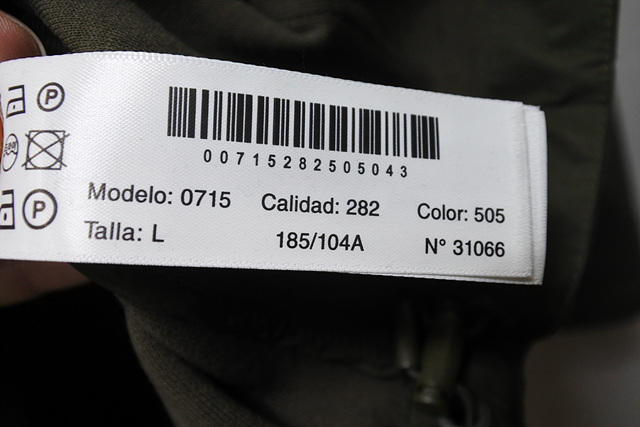 00715282505043
Modelo: 0715 Calidad: 282 Color: 505
Talla: L 185/104A N° 31066
P
P